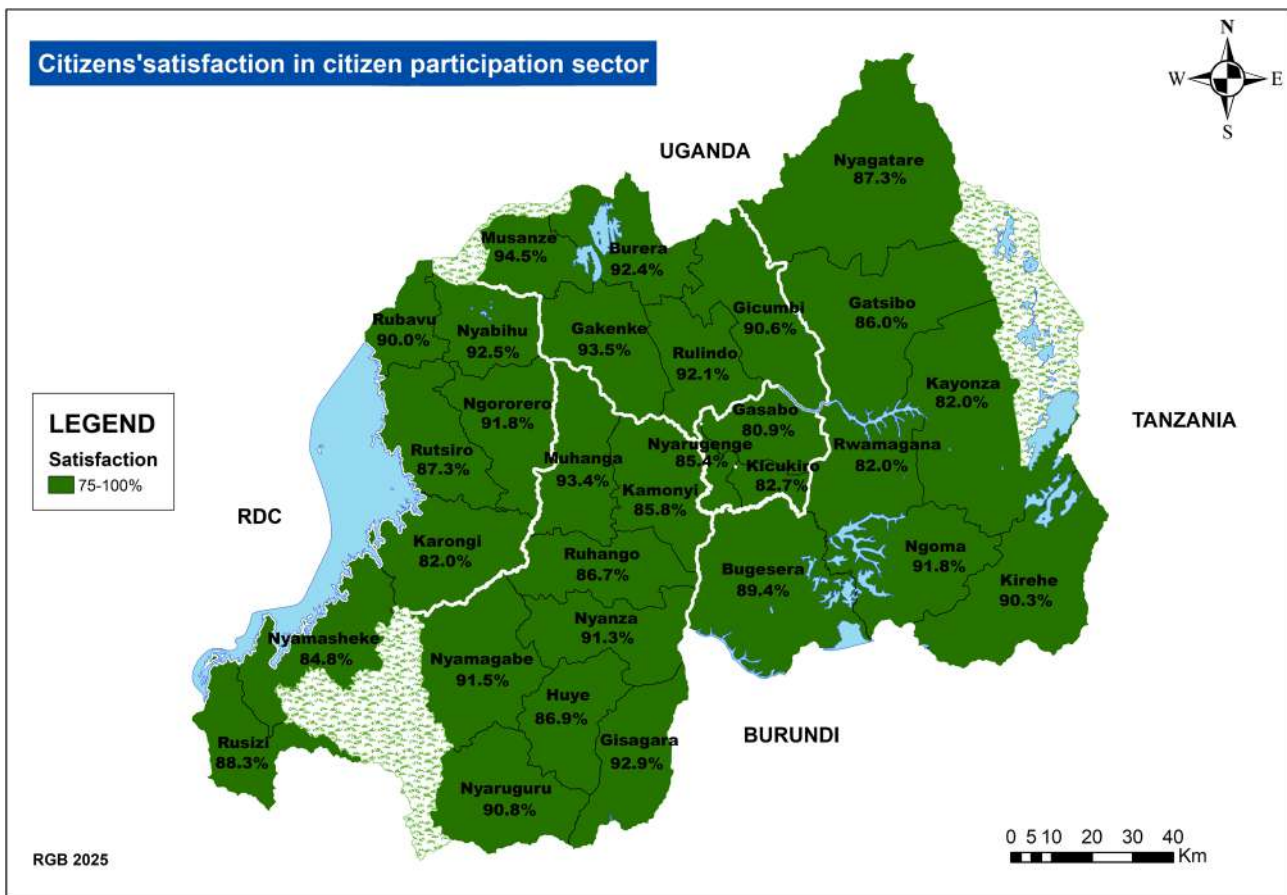 Citizens'satisfaction in citizen participation sector
N
W
E
S
UGANDA
Nyagatare
87.3%
Musanze
94.5%
Burera
92.4%
Gicumbi
90.6%
Gatsibo
86.0%
Rubavu
90.0%
Nyabihu
92.5%
Gakenke
93.5%
Rulindo
92.1%
Kayonza
82.0%
LEGEND
Satisfaction
75-100%
Ngororero
91.8%
Gasabo
80.9%
TANZANIA
Rutsiro
87.3%
Muhanga
93.4%
Nyarugenge
85.4%
Kicukiro
82.7%
Rwamagana
82.0%
Kamonyi
85.8%
RDC
Karongi
82.0%
Ruhango
86.7%
Bugesera
89.4%
Ngoma
91.8%
Kirehe
90.3%
Nyamasheke
84.8%
Nyanza
91.3%
Nyamagabe
91.5%
Huye
86.9%
Rusizi
88.3%
Gisagara
92.9%
BURUNDI
Nyaruguru
90.8%
0 5 10 20 30 40
Km
RGB 2025